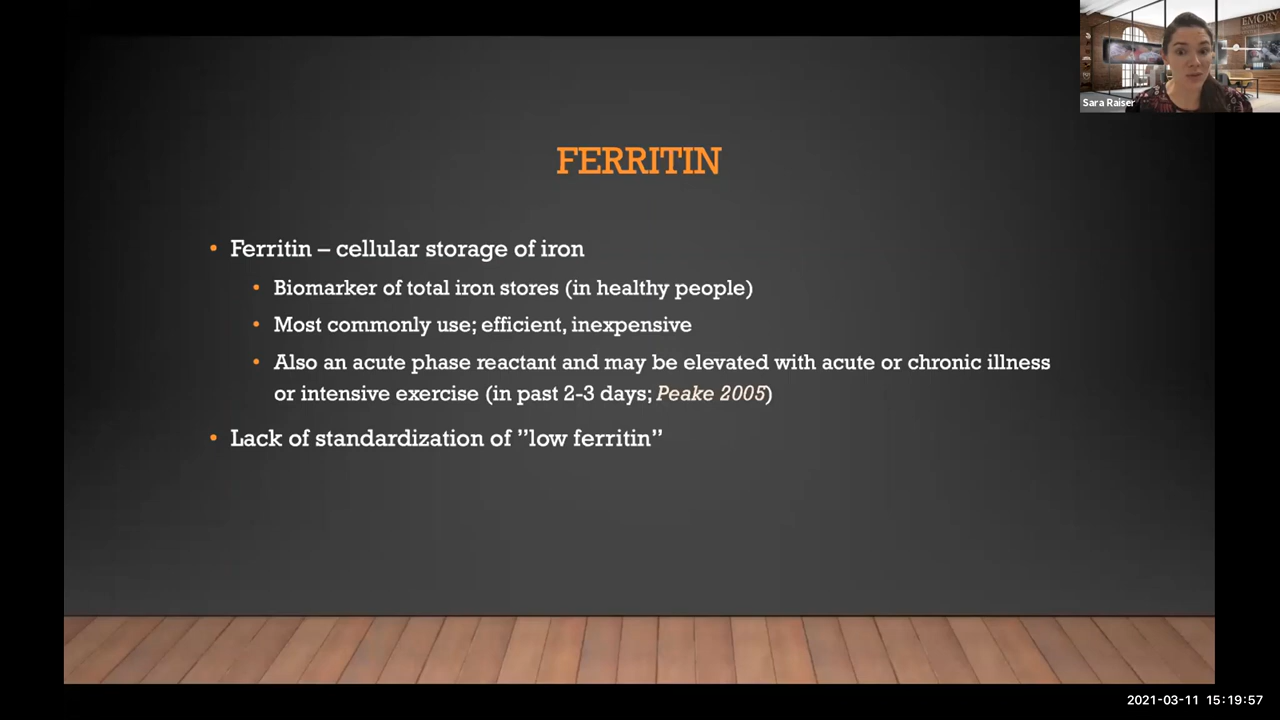 EMORY
Sara Raiser
FERRITIN
• Ferritin – cellular storage of iron
• Biomarker of total iron stores (in healthy people)
• Most commonly use; efficient, inexpensive
• Also an acute phase reactant and may be elevated with acute or chronic illness
or intensive exercise (in past 2-3 days; Peake 2005)
• Lack of standardization of ”low ferritin”
2021-03-11 15:19:57